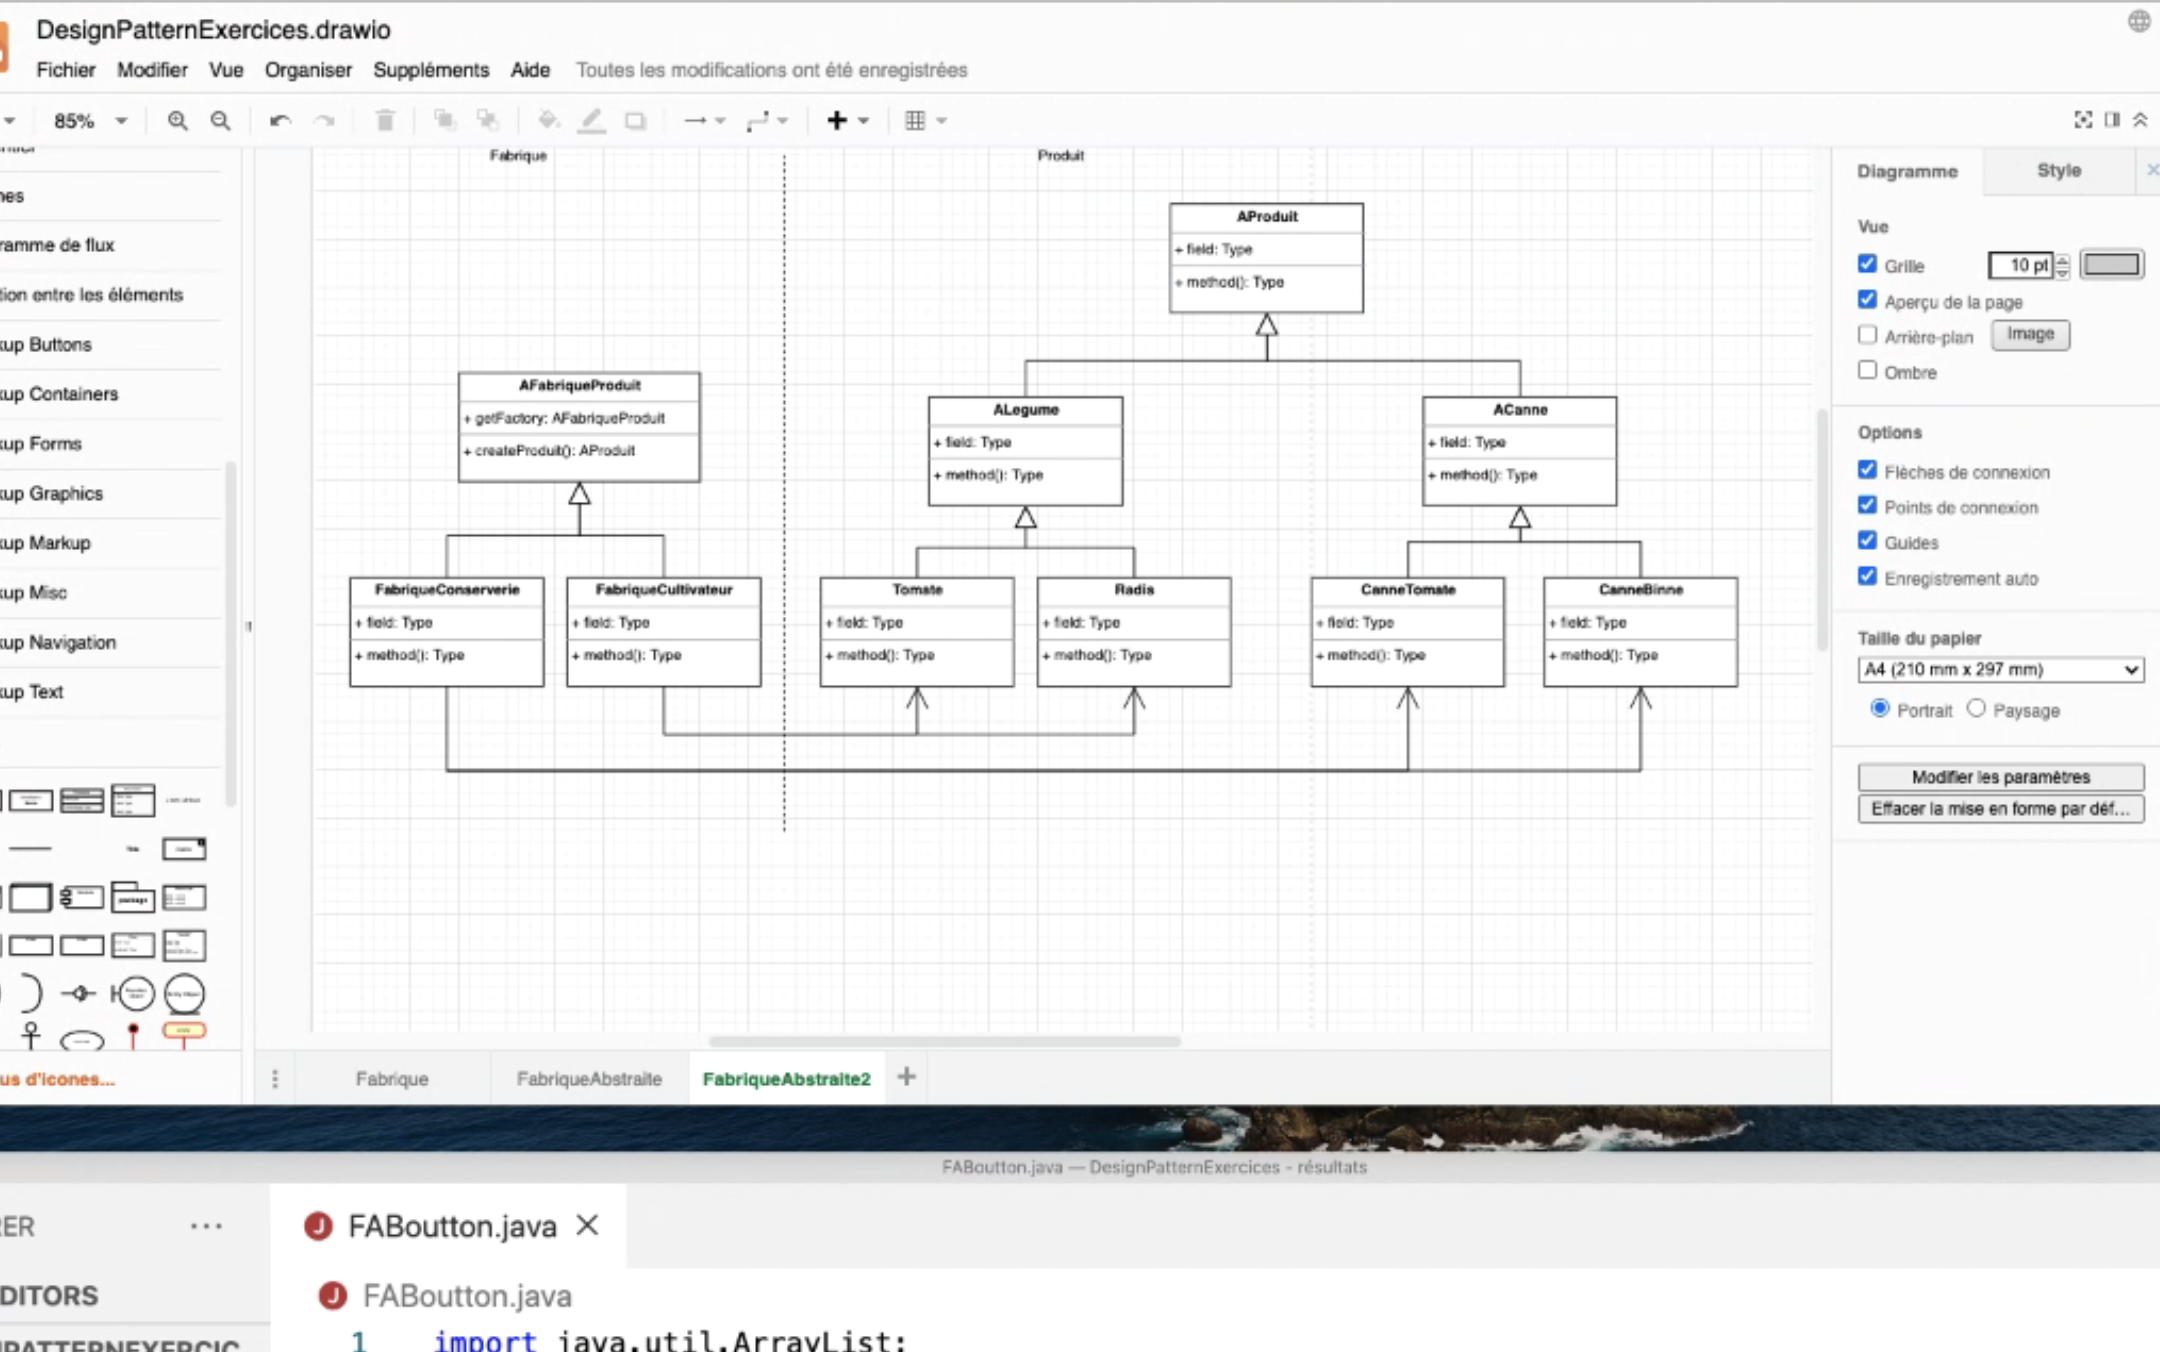 DesignPatternExercices.drawio
Fichier Modifier Vue Organiser Suppléments Aide Toutes les modifications ont été enregistrées
85%
nes
ramme de flux
tion entre les éléments
kup Buttons
kup Containers
kup Forms
kup Graphics
kup Markup
kup Misc
kup Navigation
kup Text
us d'icones...
Fabrique
Produit
AProduit
+ field: Type
+ method(): Type
AFabriqueProduit
+ getFactory: AFabriqueProduit
+ createProduit(): AProduit
ALegume
+ field: Type
+ method(): Type
ACanne
+ field: Type
+ method(): Type
FabriqueConserverie
+ field: Type
+ method(): Type
FabriqueCultivateur
+ field: Type
+ method(): Type
Tomate
+ field: Type
+ method(): Type
Radis
+ field: Type
+ method(): Type
CanneTomate
+ field: Type
+ method(): Type
CanneBinne
+ field: Type
+ method(): Type
Diagramme Style
Vue
Grille 10 pt
Aperçu de la page
Arrière-plan Image
Ombre
Options
Flèches de connexion
Points de connexion
Guides
Enregistrement auto
Taille du papier
A4 (210 mm x 297 mm)
Portrait Paysage
Modifier les paramètres
Effacer la mise en forme par déf...
Fabrique FabriqueAbstraite FabriqueAbstraite2
FABoutton.java — DesignPatternExercices - résultats
RER ...
FABoutton.java
DITORS
FABoutton.java
PATTERNEXERCIC
1 import java.util.ArrayList;